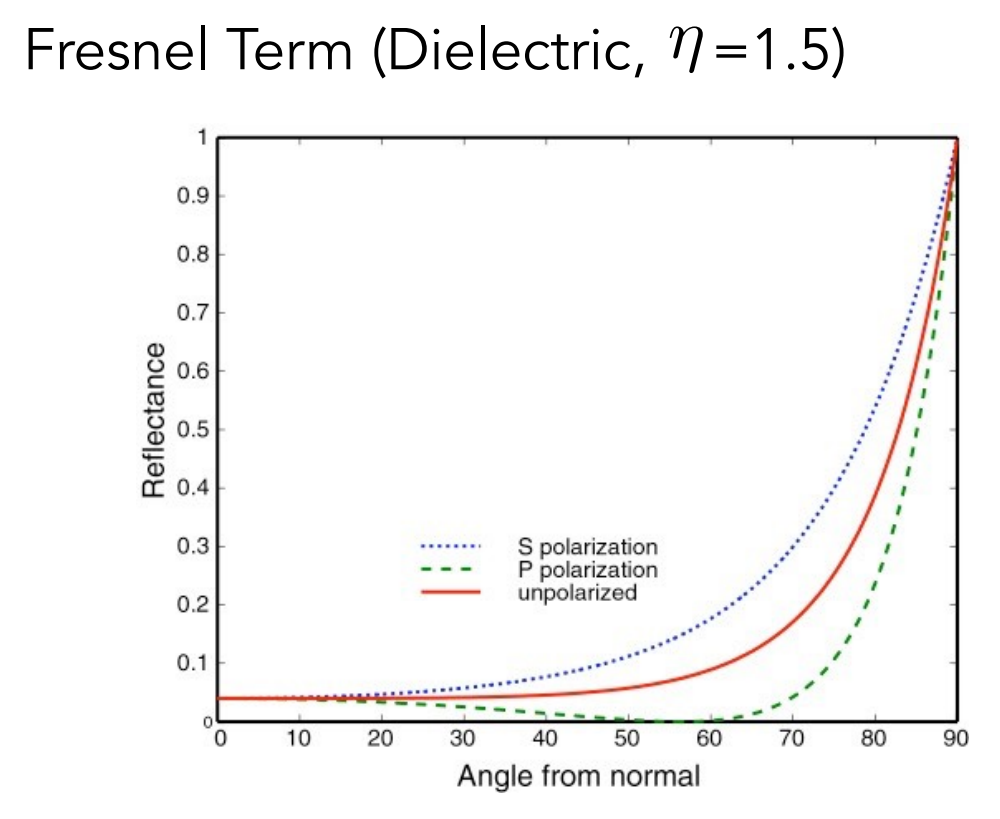 Fresnel Term (Dielectric, η=1.5)
1
0.9
0.8
0.7
0.6
0.5
0.4
0.3
0.2
0.1
0
Reflectance
S polarization
P polarization
unpolarized
0 10 20 30 40 50 60 70 80 90
Angle from normal